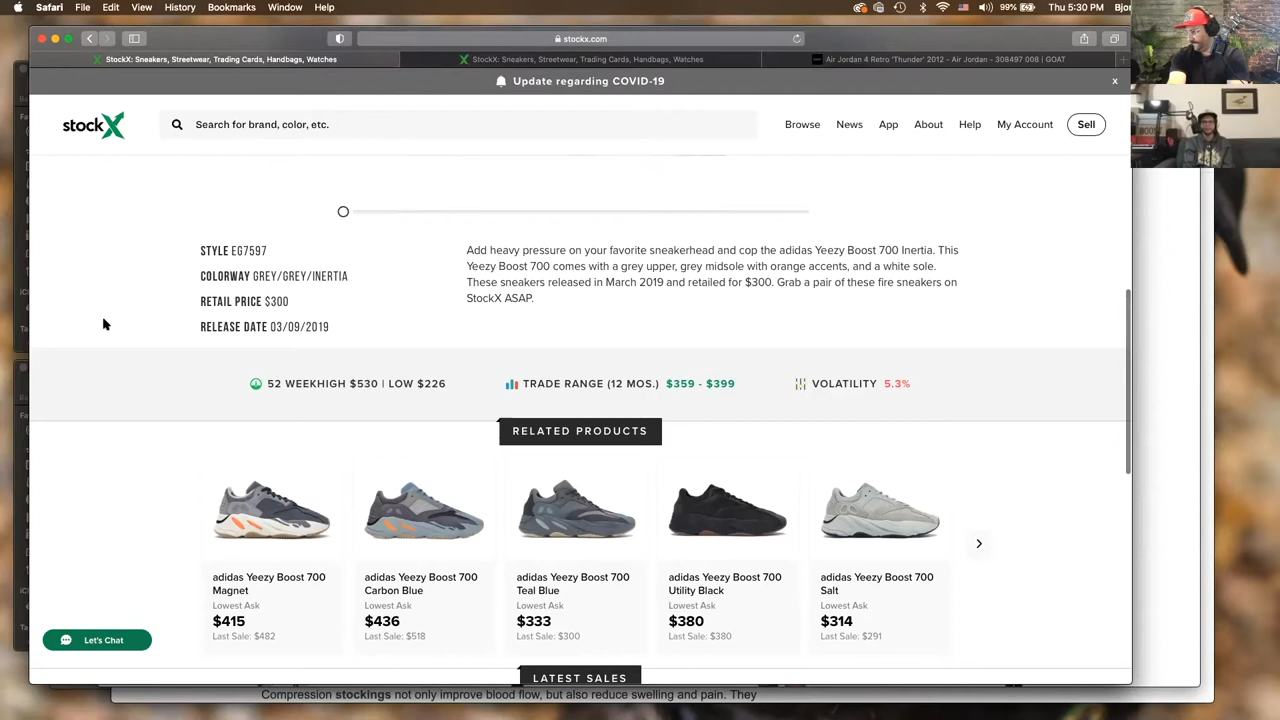 Safari File Edit View History Bookmarks Window Help
99% Thu 5:30 PM Bjor
stockx.com
StockX: Sneakers, Streetwear, Trading Cards, Handbags, Watches
StockX: Sneakers, Streetwear, Trading Cards, Handbags, Watches
Air Jordan 4 Retro 'Thunder' 2012 - Air Jordan - 308497 008 | GOAT
Update regarding COVID-19
x
stockX
Search for brand, color, etc.
Browse News App About Help My Account Sell
STYLE EG7597
COLORWAY GREY/GREY/INERTIA
RETAIL PRICE $300
RELEASE DATE 03/09/2019
Add heavy pressure on your favorite sneakerhead and cop the adidas Yeezy Boost 700 Inertia. This
Yeezy Boost 700 comes with a grey upper, grey midsole with orange accents, and a white sole.
These sneakers released in March 2019 and retailed for $300. Grab a pair of these fire sneakers on
StockX ASAP.
52 WEEKHIGH $530 | LOW $226
TRADE RANGE (12 MOS.) $359 - $399
VOLATILITY 5.3%
RELATED PRODUCTS
adidas Yeezy Boost 700
Magnet
Lowest Ask
$415
Last Sale: $482
adidas Yeezy Boost 700
Carbon Blue
Lowest Ask
$436
Last Sale: $518
adidas Yeezy Boost 700
Teal Blue
Lowest Ask
$333
Last Sale: $300
adidas Yeezy Boost 700
Utility Black
Lowest Ask
$380
Last Sale: $380
adidas Yeezy Boost 700
Salt
Lowest Ask
$314
Last Sale: $291
Let's Chat
LATEST SALES
Compression stockings not only improve blood flow, but also reduce swelling and pain. They